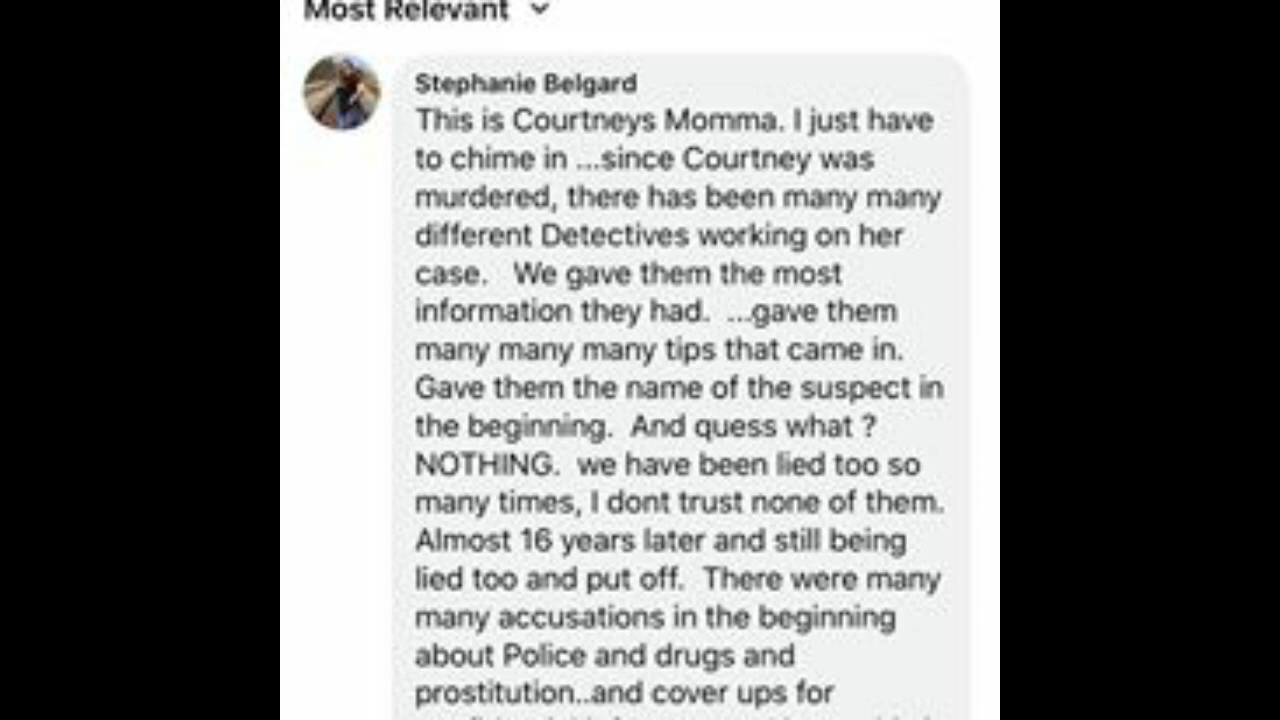 Most Relevant
Stephanie Belgard
This is Courtneys Momma. I just have
to chime in ...since Courtney was
murdered, there has been many many
different Detectives working on her
case.   We gave them the most
information they had.  ...gave them
many many many tips that came in.
Gave them the name of the suspect in
the beginning.  And quess what ?
NOTHING.  we have been lied too so
many times, I dont trust none of them.
Almost 16 years later and still being
lied too and put off.  There were many
many accusations in the beginning
about Police and drugs and
prostitution..and cover ups for